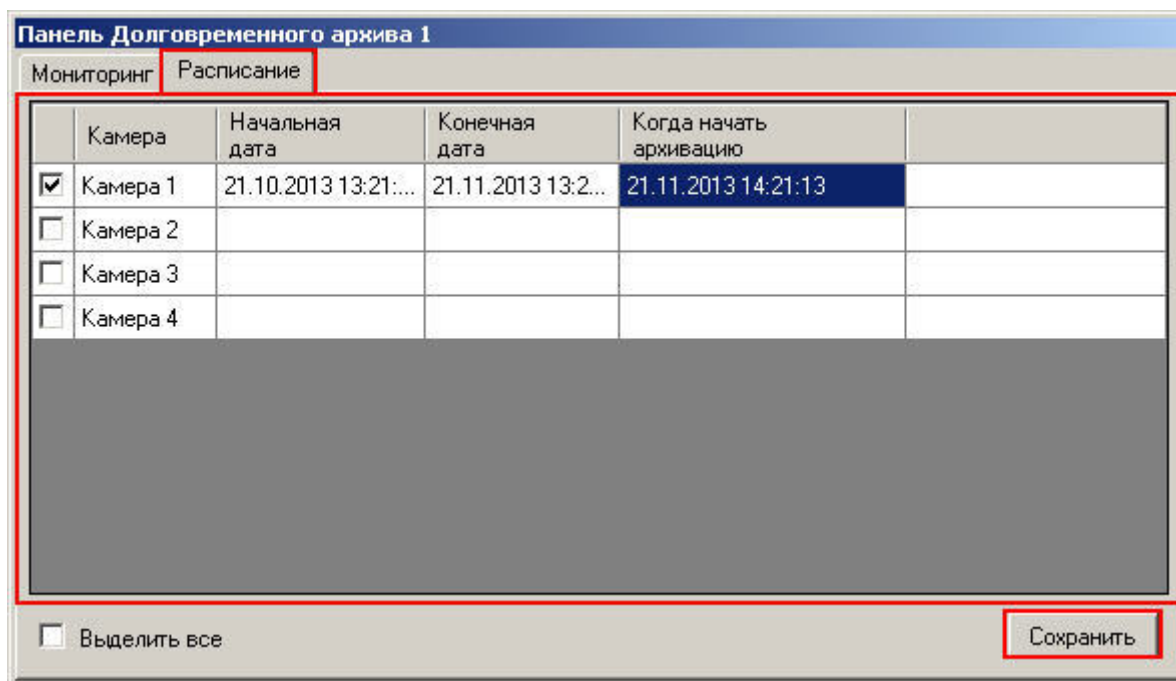 Панель Долговременного архива 1
Мониторинг Расписание
Камера Начальная дата Конечная дата Когда начать архивацию
Камера 1 21.10.2013 13:21:... 21.11.2013 13:2... 21.11.2013 14:21:13
Камера 2
Камера 3
Камера 4
Выделить все Сохранить